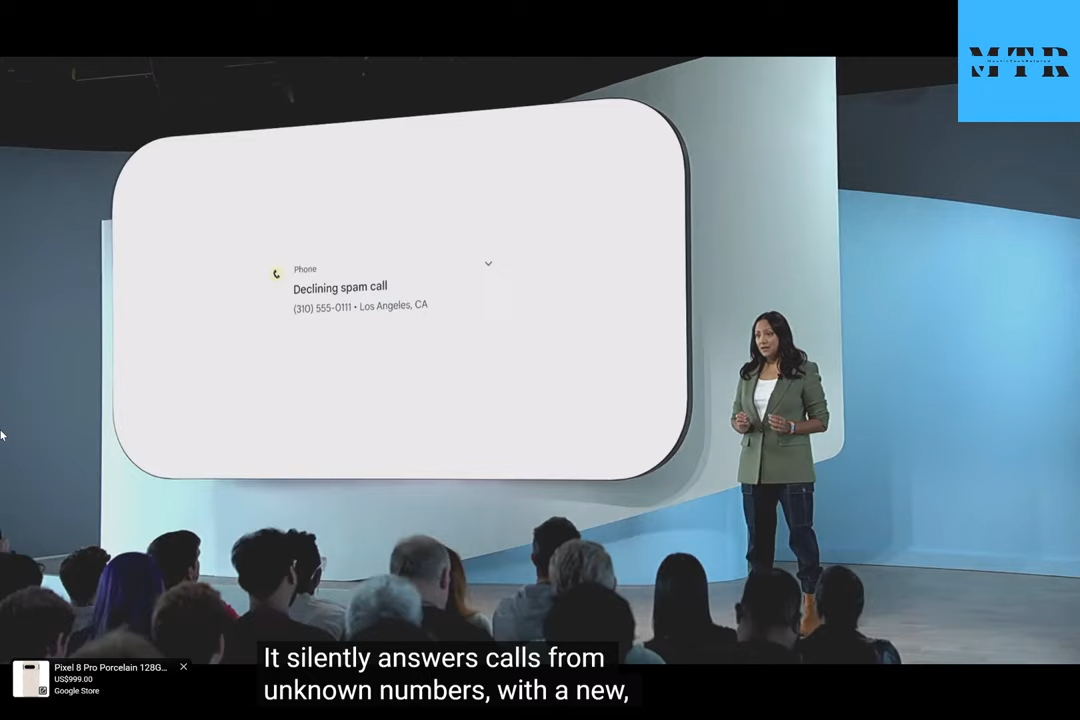 MTR
Phone
Declining spam call
(310) 555-0111 • Los Angeles, CA
It silently answers calls from
unknown numbers, with a new,
Pixel 8 Pro Porcelain 128G...
US$999.00
Google Store